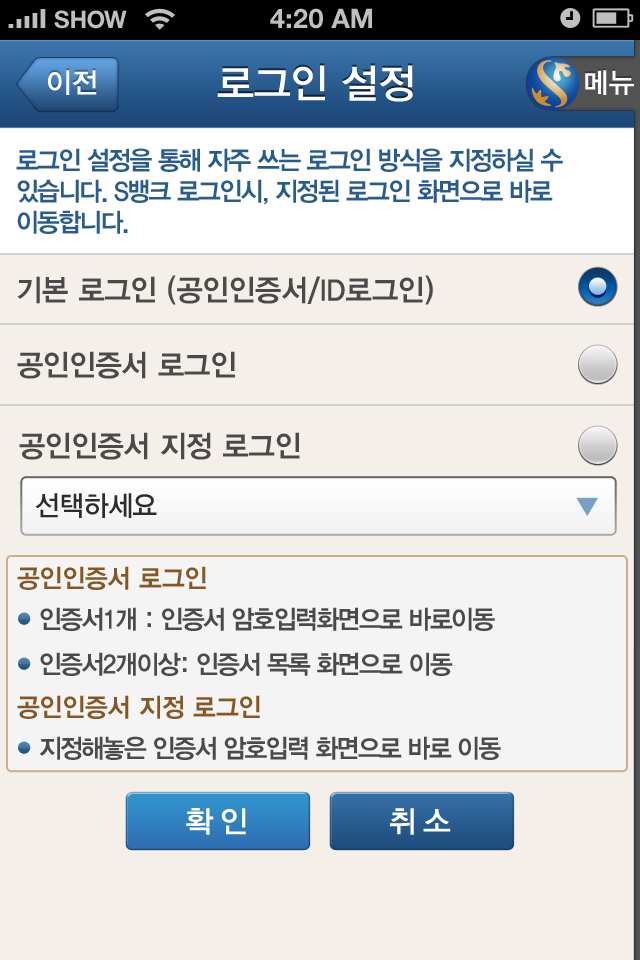 SHOW 4:20 AM
이전
로그인 설정
메뉴
로그인 설정을 통해 자주 쓰는 로그인 방식을 지정하실 수
있습니다. S뱅크 로그인시, 지정된 로그인 화면으로 바로
이동합니다.
기본 로그인 (공인인증서/ID로그인)
공인인증서 로그인
공인인증서 지정 로그인
선택하세요
공인인증서 로그인
인증서1개 : 인증서 암호입력화면으로 바로이동
인증서2개이상: 인증서 목록 화면으로 이동
공인인증서 지정 로그인
지정해놓은 인증서 암호입력 화면으로 바로 이동
확인
취소